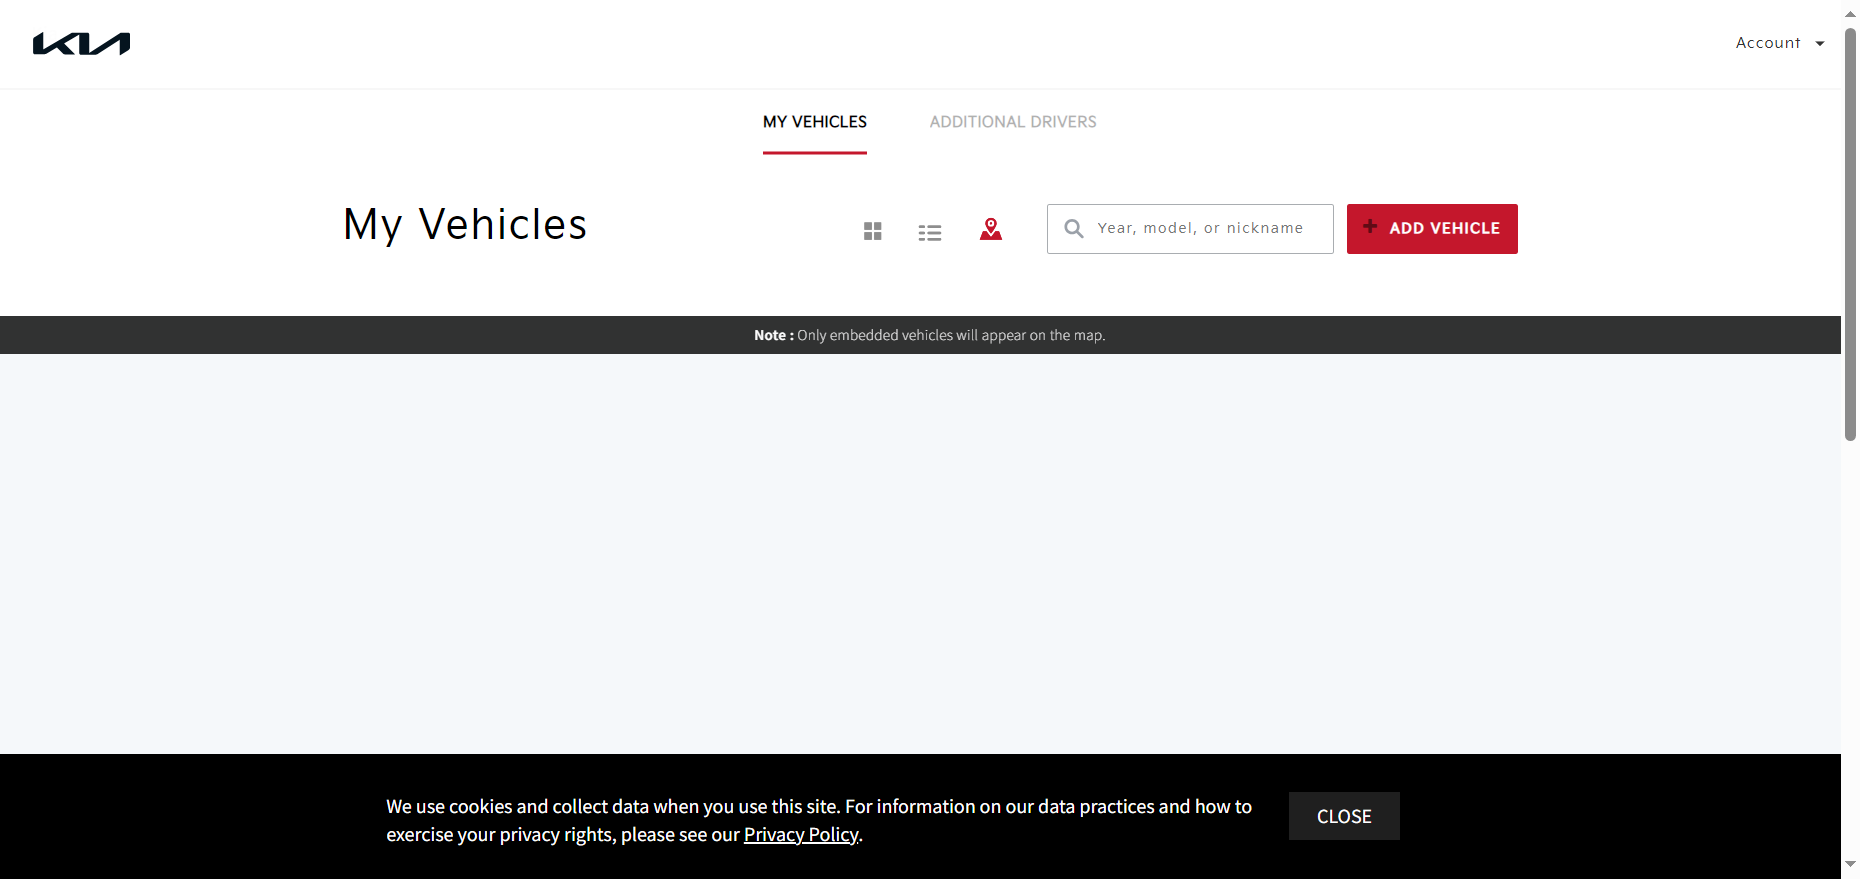 KIA
Account
MY VEHICLES
ADDITIONAL DRIVERS
My Vehicles
Year, model, or nickname
ADD VEHICLE
Note : Only embedded vehicles will appear on the map.
We use cookies and collect data when you use this site. For information on our data practices and how to
exercise your privacy rights, please see our Privacy Policy.
CLOSE